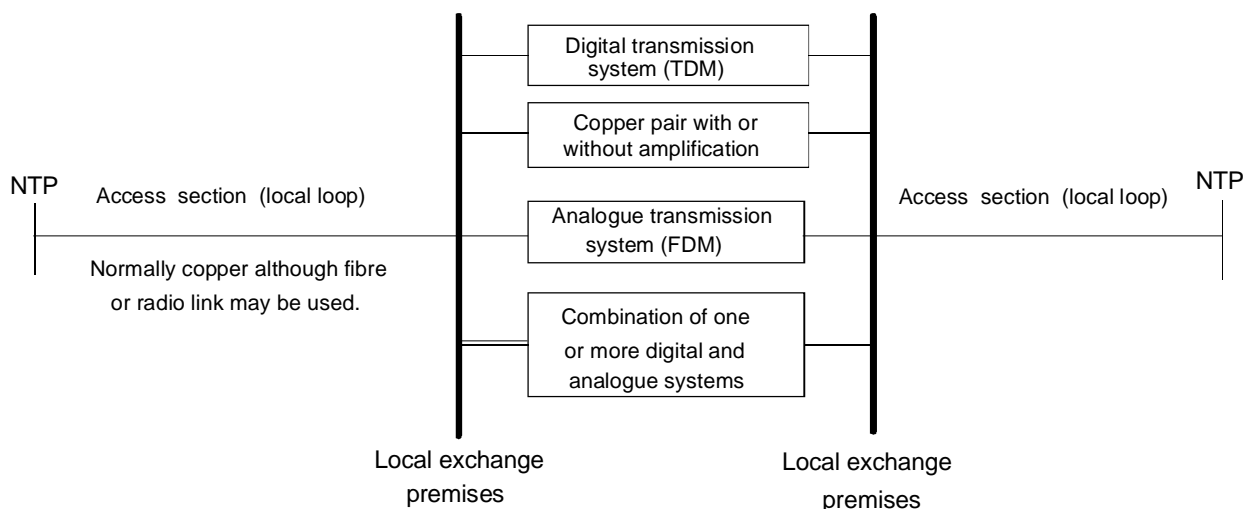 Digital transmission
system (TDM)
Copper pair with or
without amplification
NTP
Access section (local loop)
Analogue transmission
system (FDM)
Access section (local loop)
NTP
Normally copper although fibre
or radio link may be used.
Combination of one
or more digital and
analogue systems
Local exchange
premises
Local exchange
premises